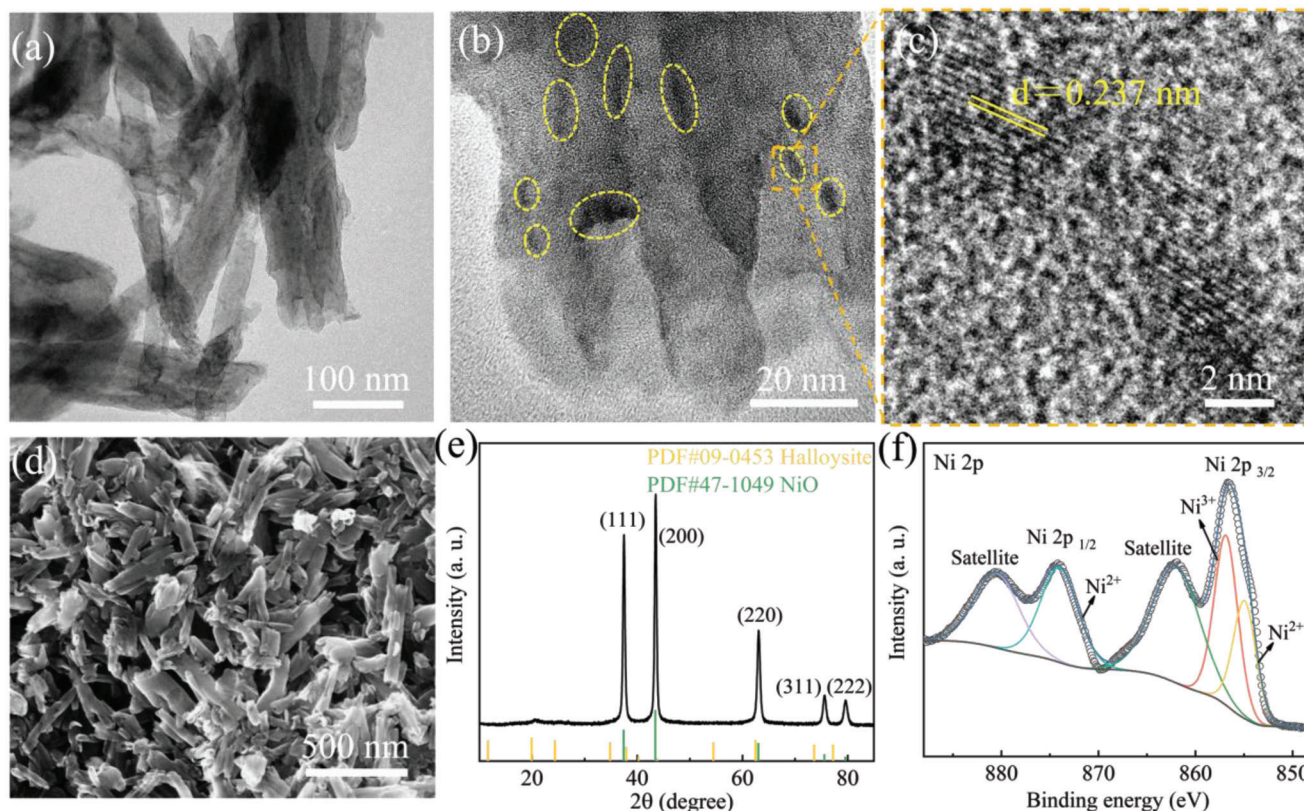 (a)
100 nm
(b)
20 nm
(c)
d=0.237 nm
2 nm
(d)
500 nm
(e)
PDF#09-0453 Halloysite
PDF#47-1049 NiO
(111)
(200)
(220)
(311)
(222)
Intensity (a. u.)
20
40
60
80
2θ (degree)
(f)
Ni 2p
Ni 2p 3/2
Ni³⁺
Ni 2p 1/2
Satellite
Satellite
Ni²⁺
Ni²⁺
Intensity (a. u.)
880
870
860
850
Binding energy (eV)